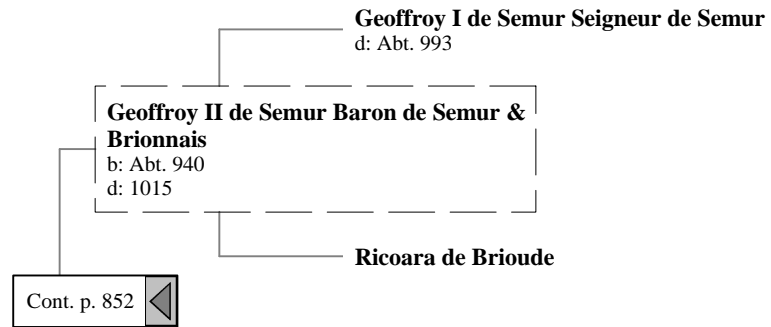 Geoffroy I de Semur Seigneur de Semur
d: Abt. 993
Geoffroy II de Semur Baron de Semur &
Brionnais
b: Abt. 940
d: 1015
Ricoara de Brioude
Cont. p. 852